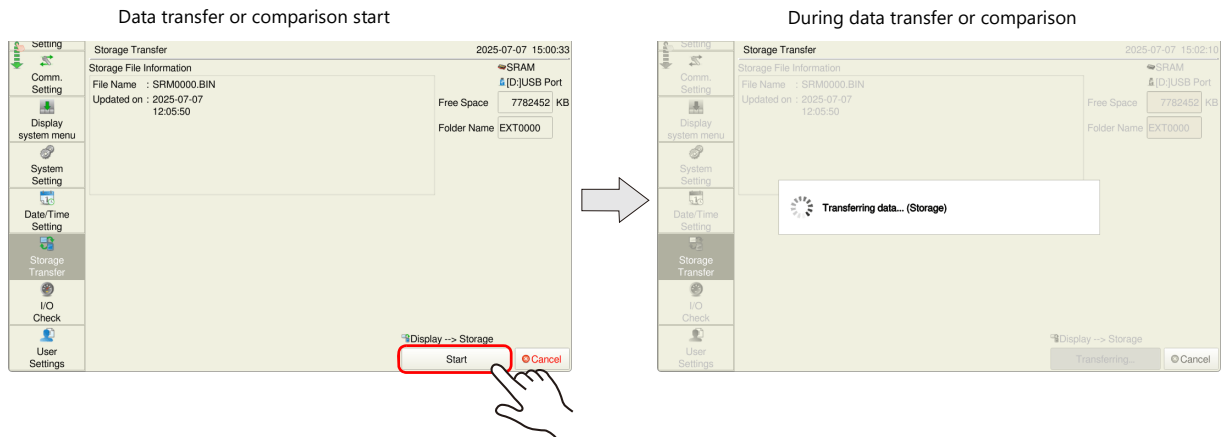 Data transfer or comparison start
Setting
Comm.
Setting
Display
system menu
System
Setting
Date/Time
Setting
Storage
Transfer
I/O
Check
User
Settings
Storage Transfer 2025-07-07 15:00:33
Storage File Information SRAM
File Name : SRM0000.BIN [D:]USB Port
Updated on : 2025-07-07 Free Space 7782452 KB
12:05:50
Folder Name EXT0000
Display --> Storage
Start Cancel
During data transfer or comparison
Setting
Comm.
Setting
Display
system menu
System
Setting
Date/Time
Setting
Storage
Transfer
I/O
Check
User
Settings
Storage Transfer 2025-07-07 15:02:10
Storage File Information SRAM
File Name : SRM0000.BIN [D:]USB Port
Updated on : 2025-07-07 Free Space 7782452 KB
12:05:50
Folder Name EXT0000
Transferring data... (Storage)
Display --> Storage
Transferring... Cancel